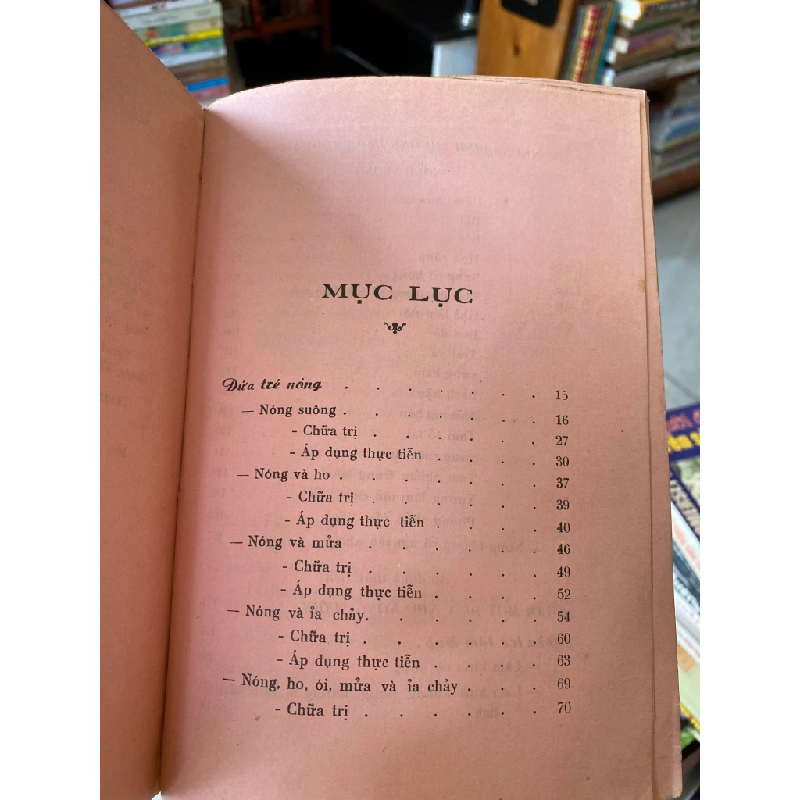 MỤC LỤC
Đứa trẻ nóng . . . . . . . . 15
— Nóng suông . . . . . . . . 16
- Chữa trị . . . . . . . 27
- Áp dụng thực tiễn . . . . 30
— Nóng và ho . . . . . . . 37
- Chữa trị . . . . . . . 39
- Áp dụng thực tiễn . . . . 40
— Nóng và mửa . . . . . . . 46
- Chữa trị . . . . . . . 49
- Áp dụng thực tiễn . . . . 52
— Nóng và ỉa chảy. . . . . . . 54
- Chữa trị . . . . . . . 60
- Áp dụng thực tiễn . . . . 63
— Nóng, ho, ói, mửa và ỉa chảy . . . 69
- Chữa trị . . . . . . . 70